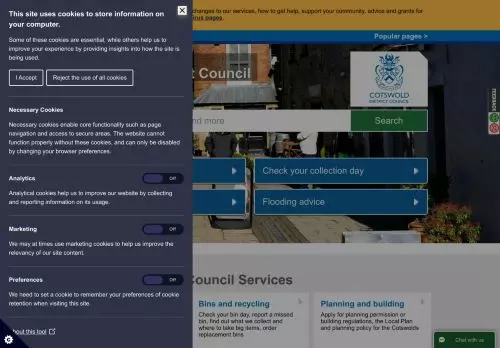 This site uses cookies to store information on
your computer.
Some of these cookies are essential, while others help us to
improve your experience by providing insights into how the site is
being used.
I Accept
Reject the use of all cookies
Necessary Cookies
Necessary cookies enable core functionality such as page
navigation and access to secure areas. The website cannot
function properly without these cookies, and can only be disabled
by changing your browser preferences.
Analytics
Off
Analytical cookies help us to improve our website by collecting
and reporting information on its usage.
Marketing
Off
We may at times use marketing cookies to help us improve the
relevancy of our site content.
Preferences
Off
We need to set a cookie to remember your preferences of cookie
retention when visiting this site.
About this tool
changes to our services, how to get help, support your community, advice and grants for
pages.
Popular pages >
Council
COTSWOLD
DISTRICT COUNCIL
nd more
Search
Check your collection day
Flooding advice
Council Services
Bins and recycling
Check your bin day, report a missed
bin, find out what we collect and
where to take big items, order
replacement bins
Planning and building
Apply for planning permission or
building regulations, the Local Plan
and planning policy for the Cotswolds
Chat with us